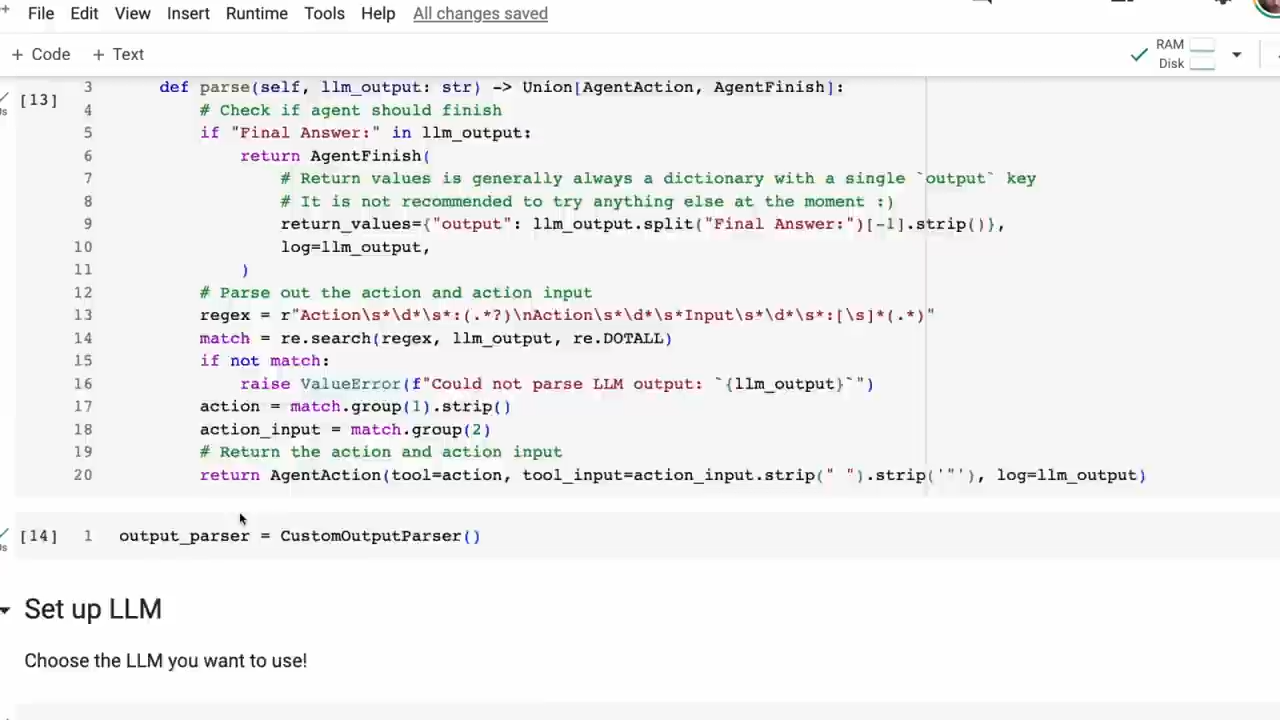 File Edit View Insert Runtime Tools Help All changes saved
+ Code + Text RAM
Disk
[13] 3 def parse(self, llm_output: str) -> Union[AgentAction, AgentFinish]:
4 # Check if agent should finish
5 if "Final Answer:" in llm_output:
6 return AgentFinish(
7 # Return values is generally always a dictionary with a single `output` key
8 # It is not recommended to try anything else at the moment :)
9 return_values={"output": llm_output.split("Final Answer:")[-1].strip()},
10 log=llm_output,
11 )
12 # Parse out the action and action input
13 regex = r"Action\s*\d*\s*:(.*?)\nAction\s*\d*\s*Input\s*\d*\s*:[\s]*(.*)"
14 match = re.search(regex, llm_output, re.DOTALL)
15 if not match:
16 raise ValueError(f"Could not parse LLM output: `{llm_output}`")
17 action = match.group(1).strip()
18 action_input = match.group(2)
19 # Return the action and action input
20 return AgentAction(tool=action, tool_input=action_input.strip(" ").strip('"'), log=llm_output)
[14] 1 output_parser = CustomOutputParser()
Set up LLM
Choose the LLM you want to use!